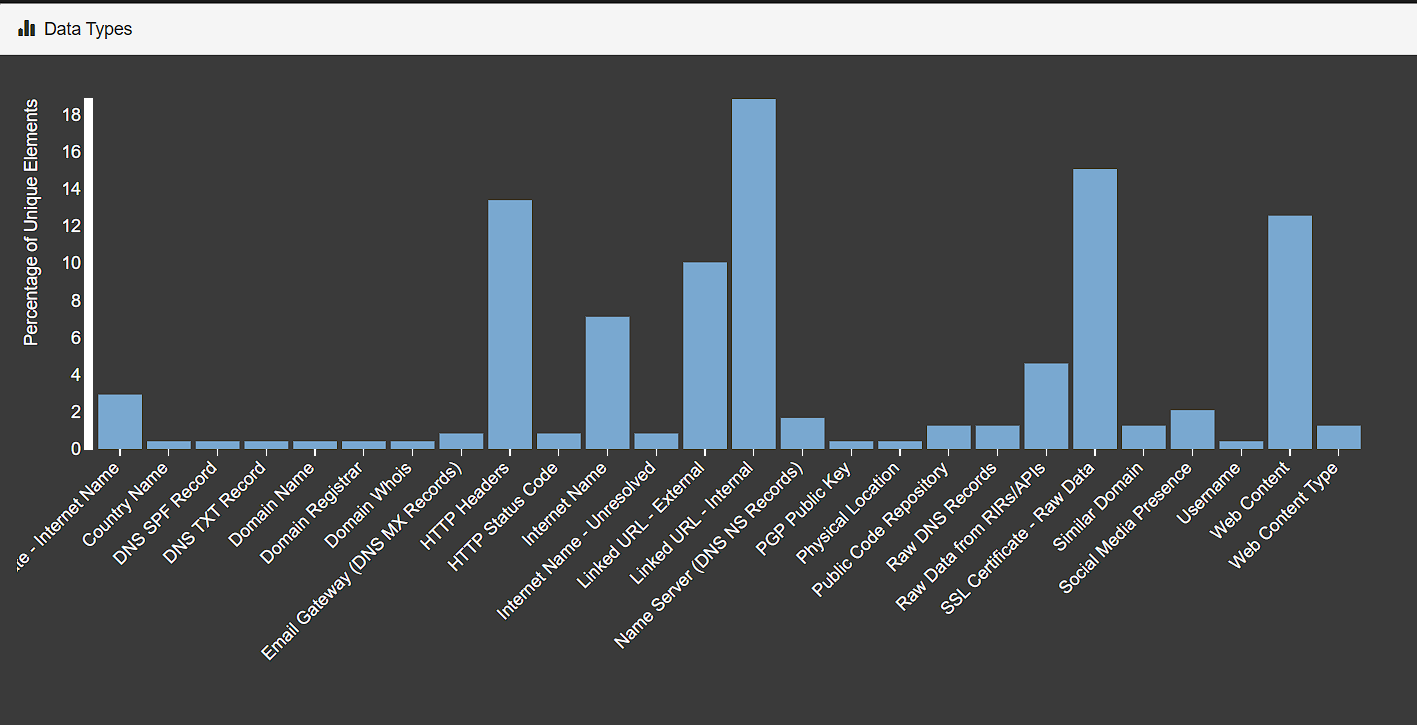 Data Types
Percentage of Unique Elements
18
16
14
12
10
8
6
4
2
0
- Internet Name
Country Name
DNS SPF Record
DNS TXT Record
Domain Name
Domain Registrar
Domain Whois
Email Gateway (DNS MX Records)
HTTP Headers
HTTP Status Code
Internet Name
Internet Name - Unresolved
Linked URL - External
Linked URL - Internal
Name Server (DNS NS Records)
PGP Public Key
Physical Location
Public Code Repository
Raw DNS Records
Raw Data from RIRs/APIs
SSL Certificate - Raw Data
Similar Domain
Social Media Presence
Username
Web Content
Web Content Type